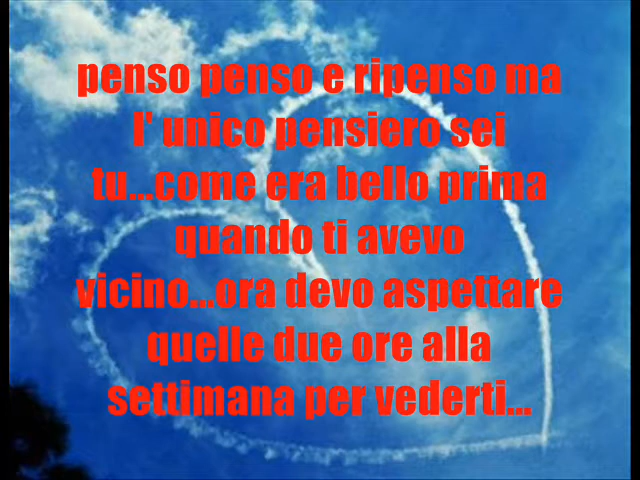 penso penso e ripenso ma
l' unico pensiero sei
tu...come era bello prima
quando ti avevo
vicino...ora devo aspettare
quelle due ore alla
settimana per vederti...